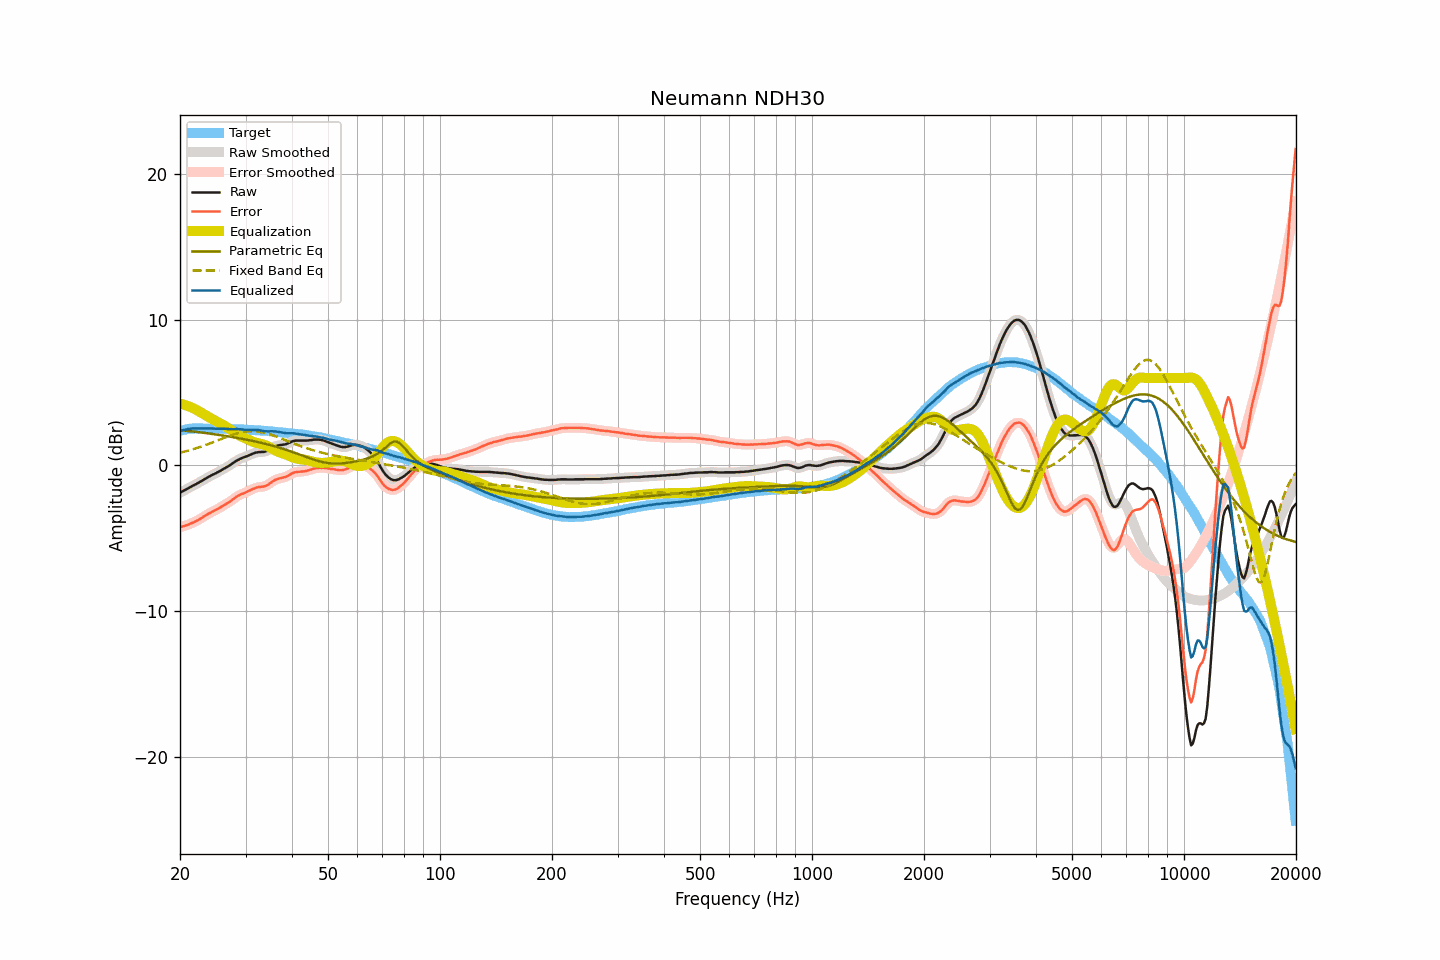 Neumann NDH30
Target
Raw Smoothed
Error Smoothed
Raw
Error
Equalization
Parametric Eq
Fixed Band Eq
Equalized
20
10
0
−10
−20
Amplitude (dBr)
20 50 100 200 500 1000 2000 5000 10000 20000
Frequency (Hz)